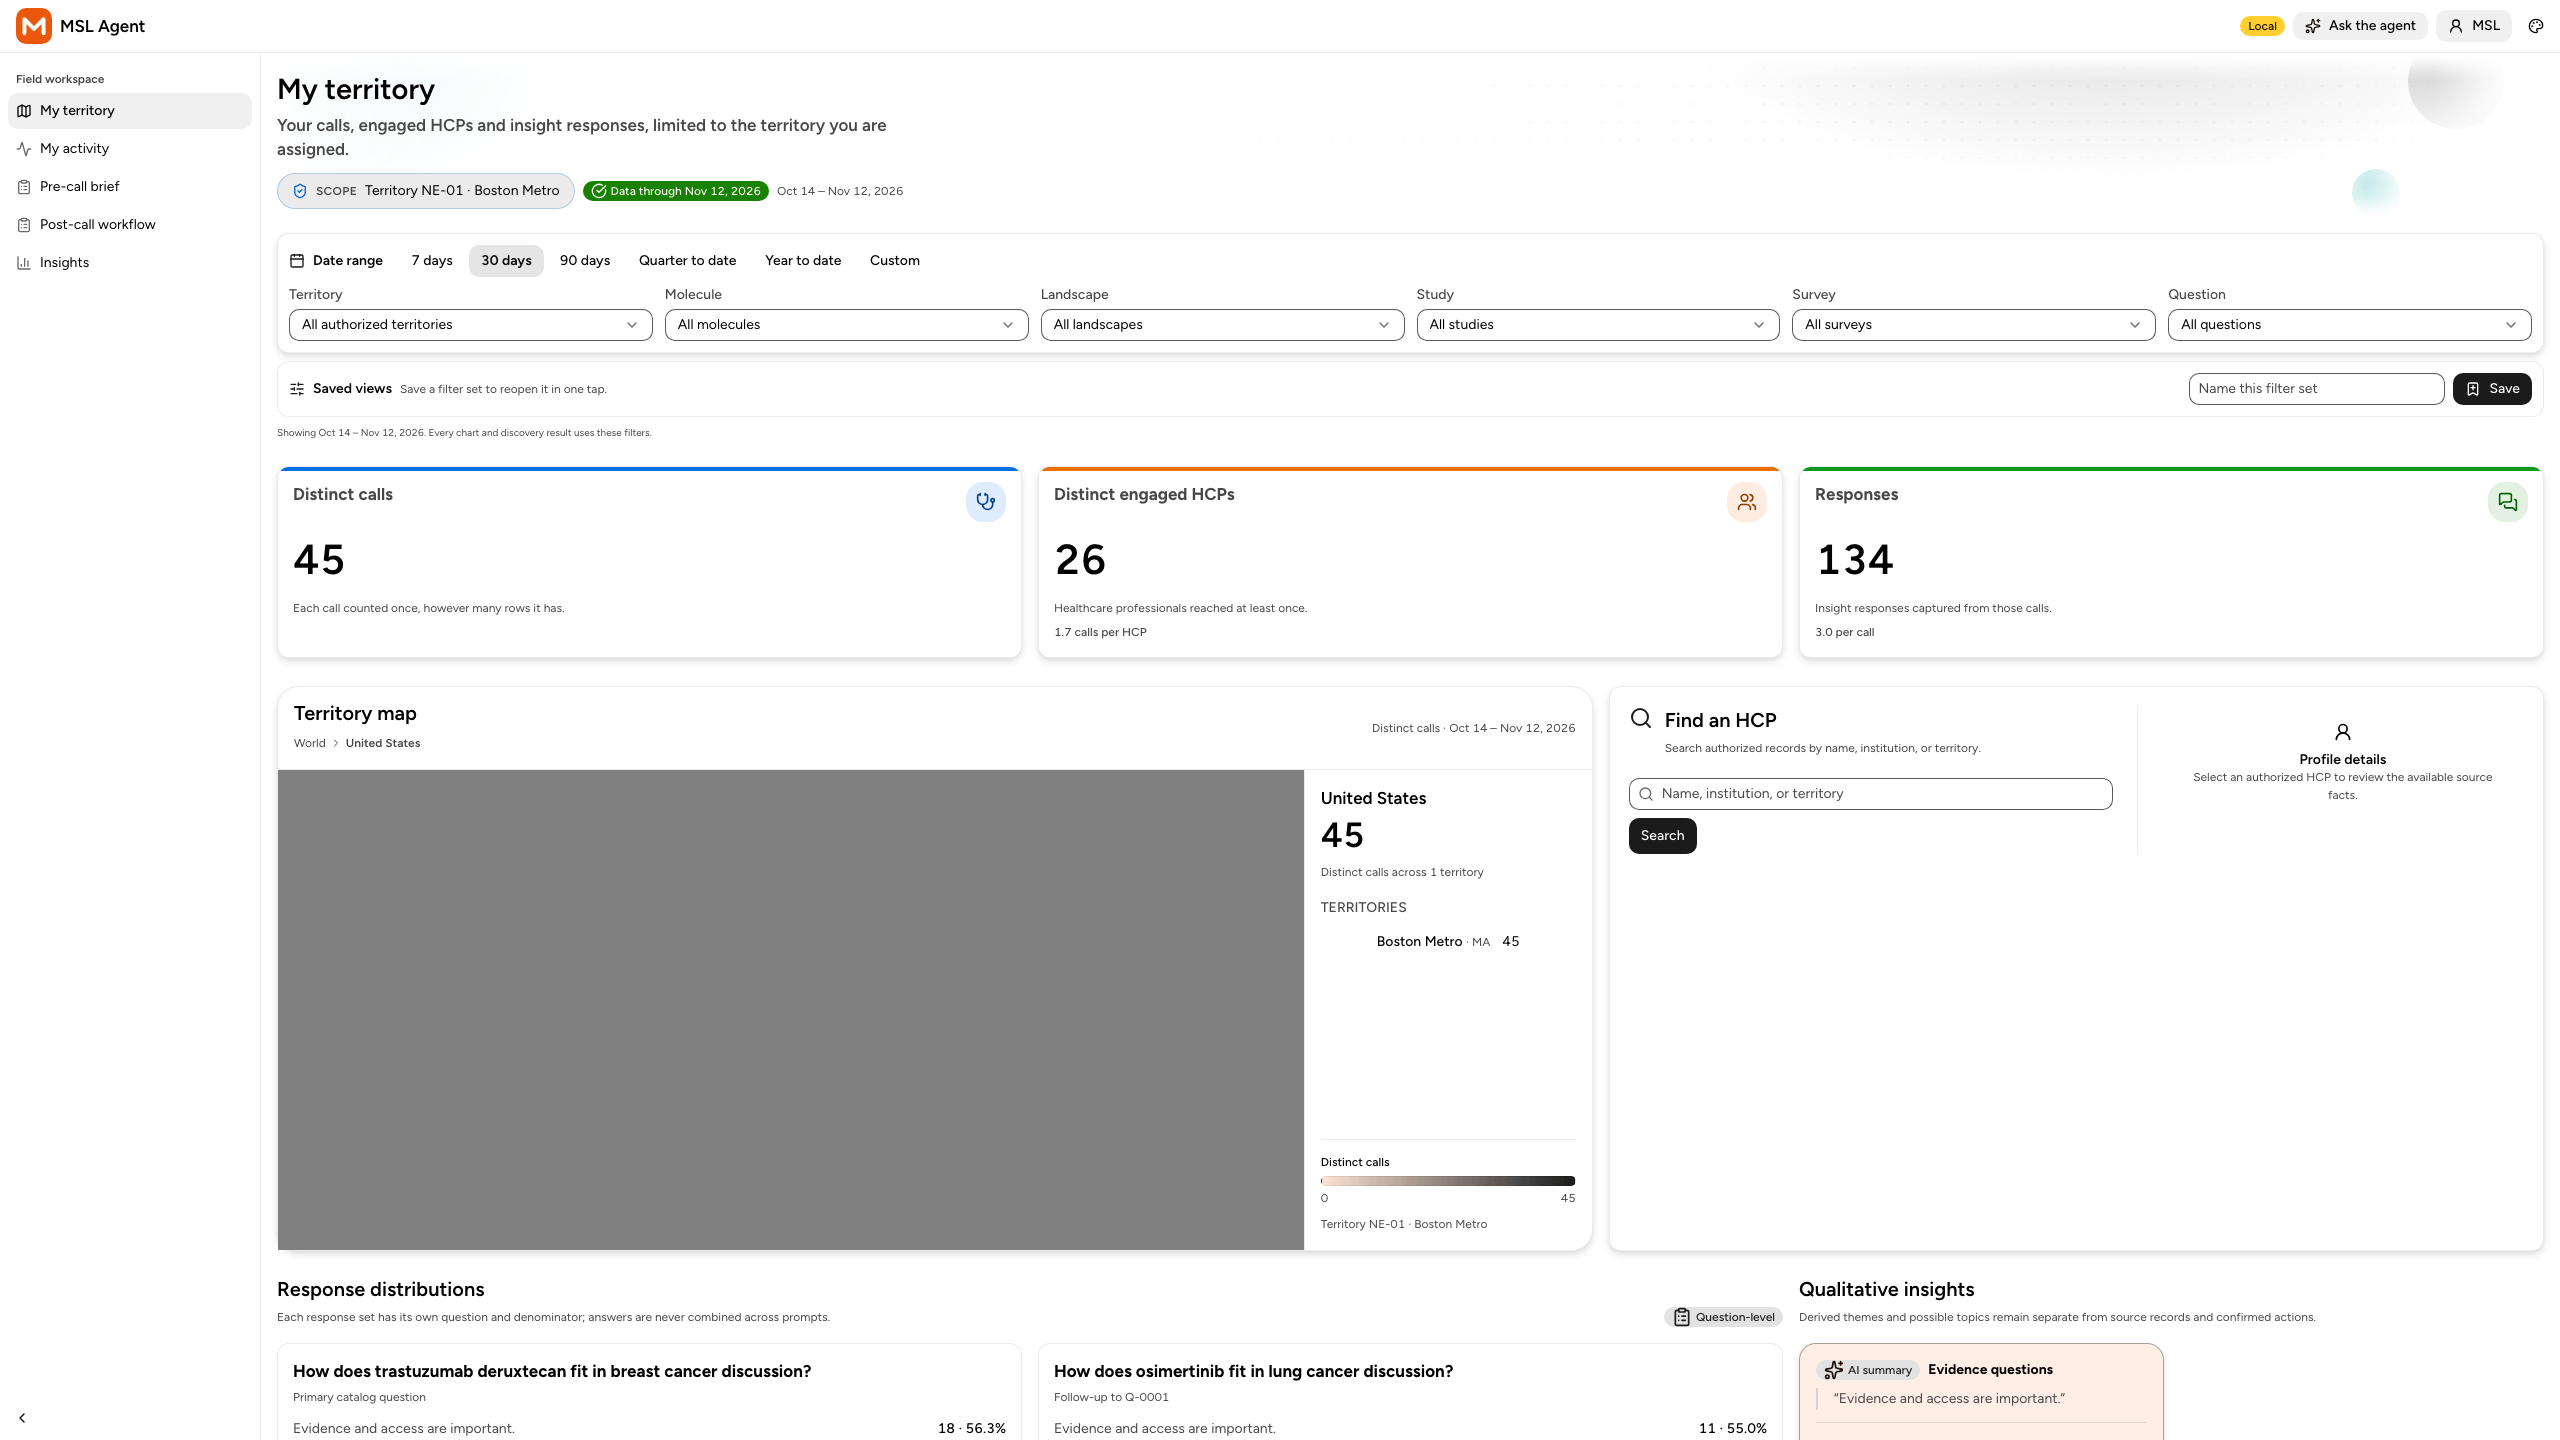 MSL Agent
Local
Ask the agent
MSL
Field workspace
My territory
My activity
Pre-call brief
Post-call workflow
Insights
My territory
Your calls, engaged HCPs and insight responses, limited to the territory you are
assigned.
SCOPE Territory NE-01 · Boston Metro
Data through Nov 12, 2026
Oct 14 – Nov 12, 2026
Date range
7 days
30 days
90 days
Quarter to date
Year to date
Custom
Territory
All authorized territories
Molecule
All molecules
Landscape
All landscapes
Study
All studies
Survey
All surveys
Question
All questions
Saved views
Save a filter set to reopen it in one tap.
Name this filter set
Save
Showing Oct 14 – Nov 12, 2026. Every chart and discovery result uses these filters.
Distinct calls
45
Each call counted once, however many rows it has.
Distinct engaged HCPs
26
Healthcare professionals reached at least once.
1.7 calls per HCP
Responses
134
Insight responses captured from those calls.
3.0 per call
Territory map
World
United States
Distinct calls · Oct 14 – Nov 12, 2026
United States
45
Distinct calls across 1 territory
TERRITORIES
Boston Metro · MA 45
Distinct calls
0
45
Territory NE-01 · Boston Metro
Find an HCP
Search authorized records by name, institution, or territory.
Name, institution, or territory
Search
Profile details
Select an authorized HCP to review the available source
facts.
Response distributions
Each response set has its own question and denominator; answers are never combined across prompts.
Question-level
How does trastuzumab deruxtecan fit in breast cancer discussion?
Primary catalog question
Evidence and access are important.
18 · 56.3%
How does osimertinib fit in lung cancer discussion?
Follow-up to Q-0001
Evidence and access are important.
11 · 55.0%
Qualitative insights
Derived themes and possible topics remain separate from source records and confirmed actions.
AI summary
Evidence questions
“Evidence and access are important.”